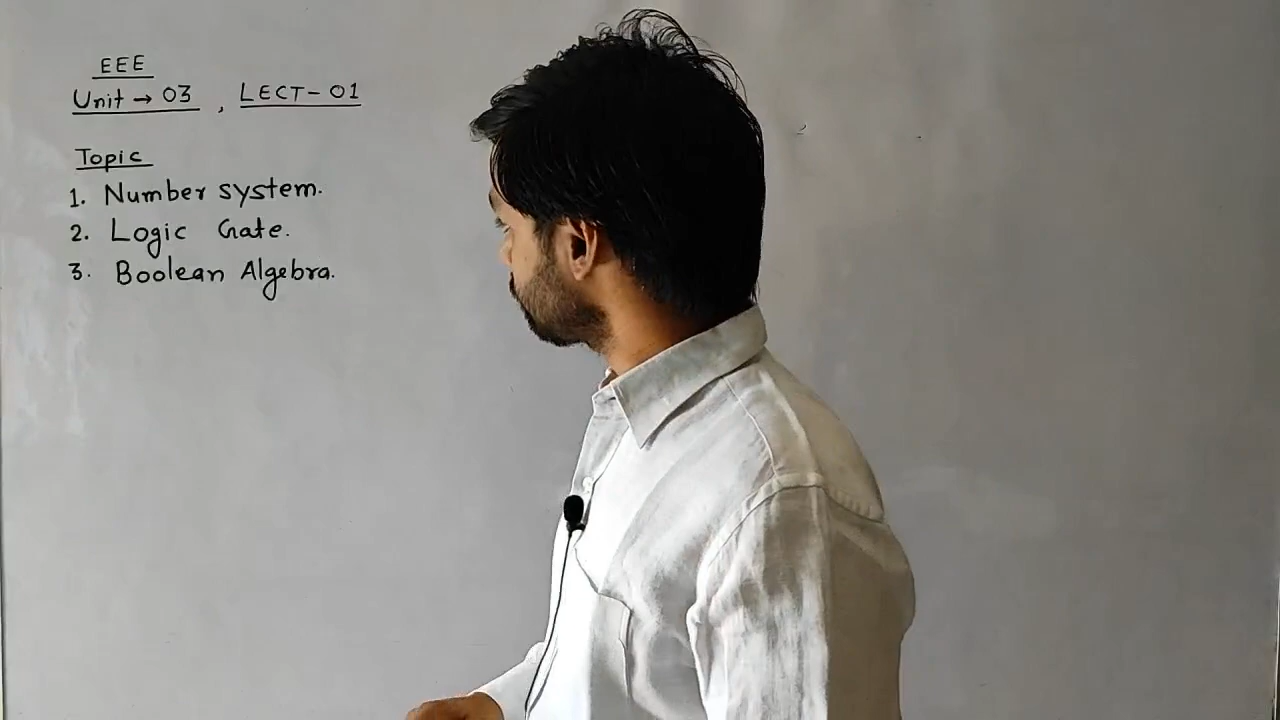 EEE
Unit → 03 , LECT- 01
Topic
1. Number system.
2. Logic Gate.
3. Boolean Algebra.